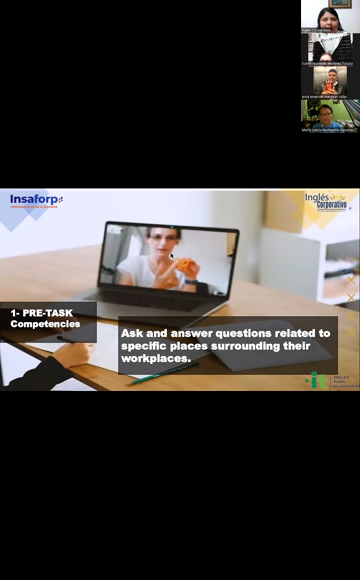 Insaforp
Inglés
Corporativo
1- PRE-TASK
Competencies
Ask and answer questions related to
specific places surrounding their
workplaces.